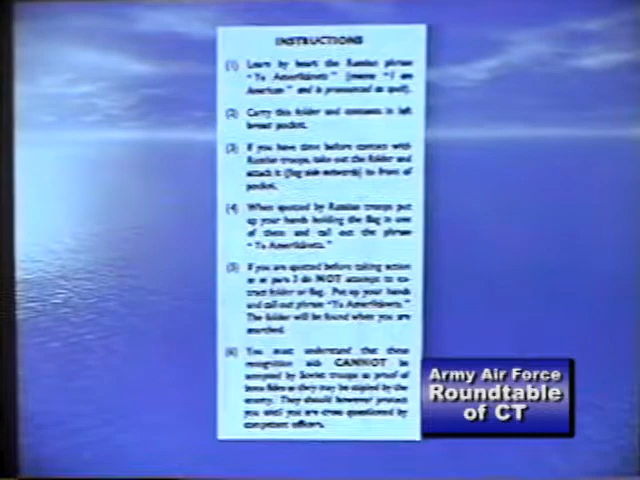 INSTRUCTIONS
(1) Learn by heart the Russian phrase
"Ya Amerikánets" (means "I am
American" and is pronounced as spelt).
(2) Carry this folder and contents in left
breast pocket.
(3) If you have time before contact with
Russian troops, take out the folder and
attach it (flag side outwards) to front of
pocket.
(4) When spotted by Russian troops put
up your hands holding the flag in one
of them and call out the phrase
"Ya Amerikánets."
(5) If you are spotted before taking action
as at para 3 do NOT attempt to ex-
tract folder or flag. Put up your hands
and call out phrase "Ya Amerikánets."
The folder will be found when you are
searched.
(6) You must understand that these
recognition aids CANNOT be
accepted by Soviet troops as proof of
bona fides as they may be copied by the
enemy. They should however protect
you until you are cross questioned by
competent officers.
Army Air Force
Roundtable
of CT